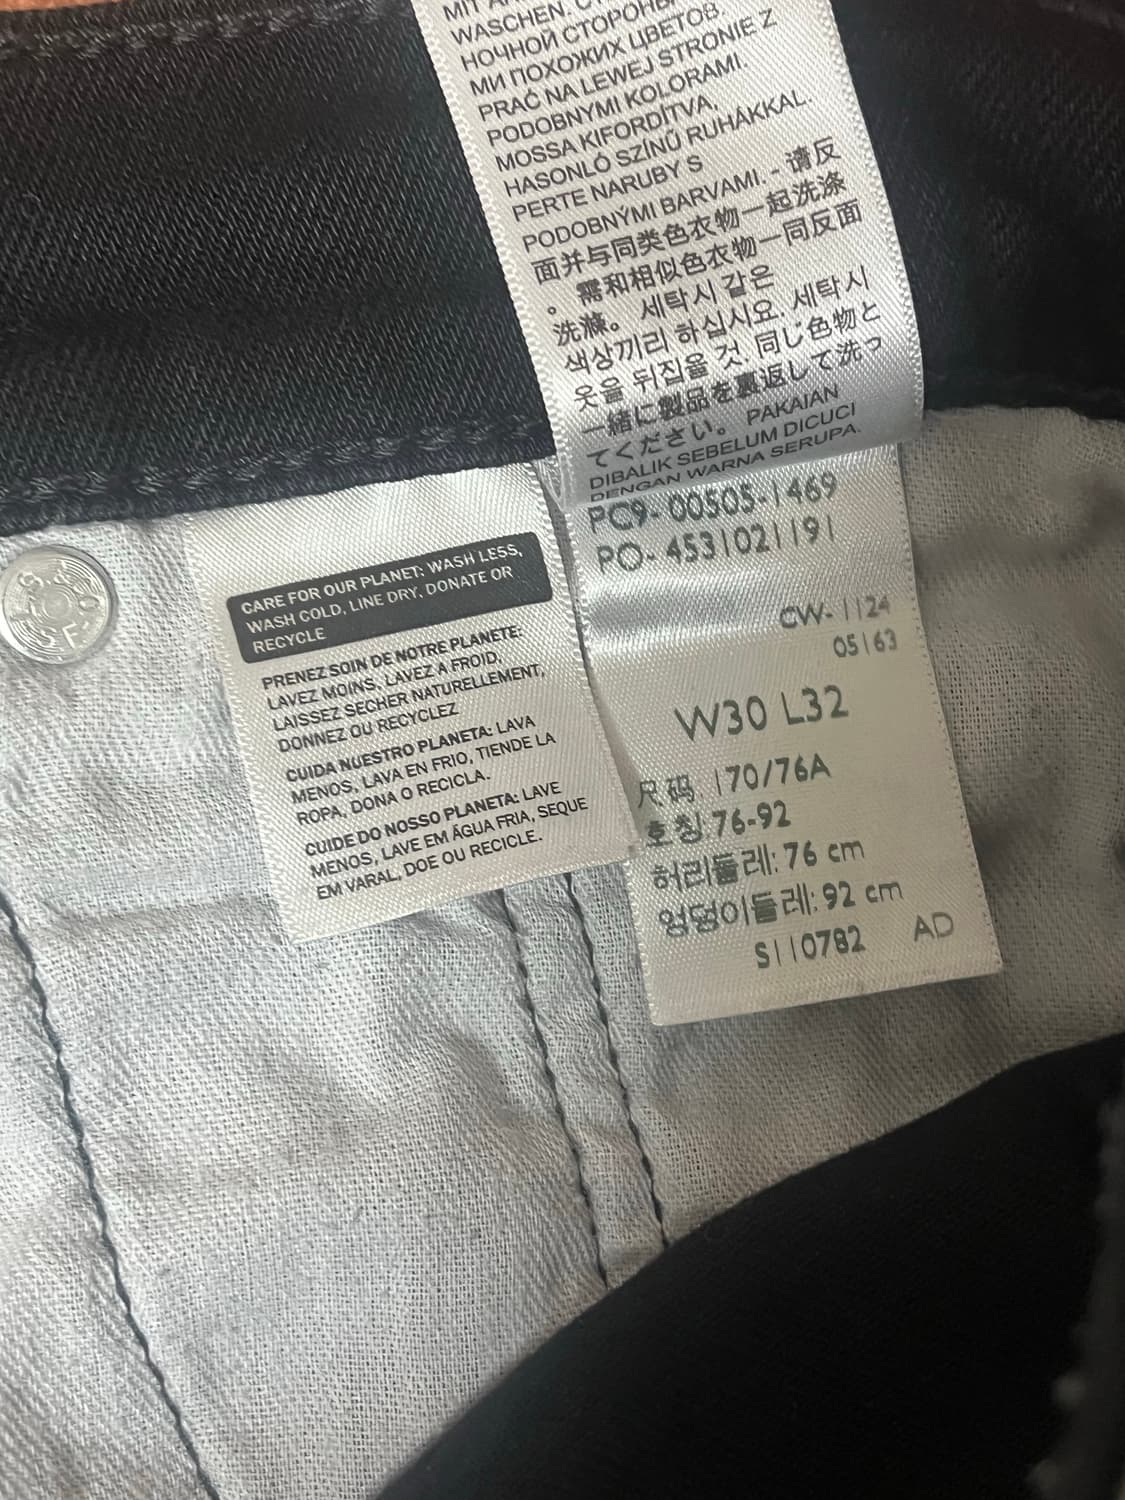 WASCHEN.
НОЧНОЙ СТОРОНЫ
МИ ПОХОЖИХ ЦВЕТОВ.
PRAĆ NA LEWEJ STRONIE Z
PODOBNYMI KOLORAMI.
MOSSA KIFORDÍTVA,
HASONLÓ SZÍNŰ RUHÁKKAL.
PERTE NARUBY S
PODOBNÝMI BARVAMI. - 请反
面并与同类色衣物一起洗涤
。需和相似色衣物一同反面
洗滌。 세탁시 같은
색상끼리 하십시요. 세탁시
옷을 뒤집을 것. 同じ色物と
一緒に製品を裏返して洗っ
てください。 PAKAIAN
DIBALIK SEBELUM DICUCI
DENGAN WARNA SERUPA.
PC9-00505-1469
PO-4531021191
CW-1124
05163
W30 L32
尺码 170/76A
호칭 76-92
허리둘레: 76 cm
엉덩이둘레: 92 cm
S110782 AD
CARE FOR OUR PLANET: WASH LESS,
WASH COLD, LINE DRY, DONATE OR
RECYCLE
PRENEZ SOIN DE NOTRE PLANETE:
LAVEZ MOINS, LAVEZ A FROID,
LAISSEZ SECHER NATURELLEMENT,
DONNEZ OU RECYCLEZ
CUIDA NUESTRO PLANETA: LAVA
MENOS, LAVA EN FRIO, TIENDE LA
ROPA, DONA O RECICLA.
CUIDE DO NOSSO PLANETA: LAVE
MENOS, LAVE EM ÁGUA FRIA, SEQUE
EM VARAL, DOE OU RECICLE.